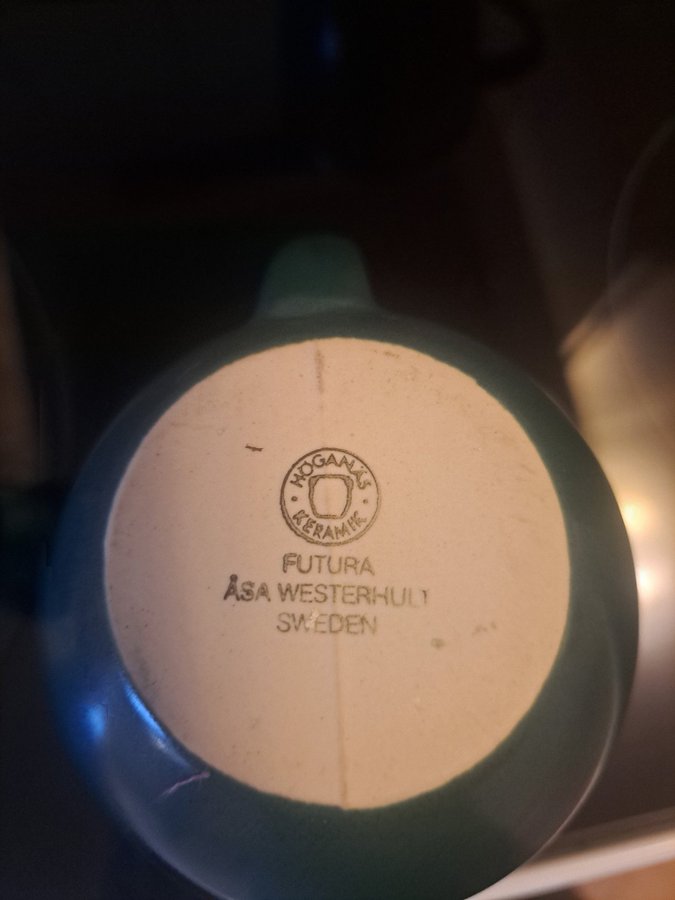 HÖGANÄS
KERAMIK
FUTURA
ÅSA WESTERHULT
SWEDEN